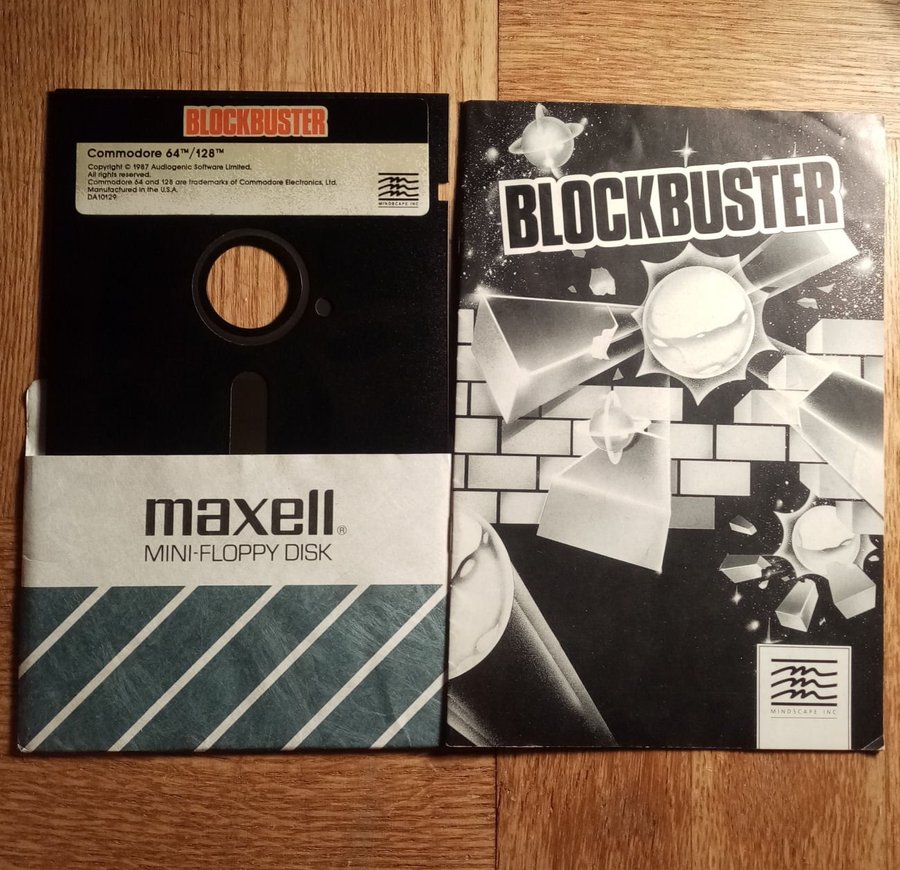 BLOCKBUSTER
Commodore 64™/128™
Copyright © 1987 Audiogenic Software Limited.
All rights reserved.
Commodore 64 and 128 are trademarks of Commodore Electronics, Ltd.
Manufactured in the U.S.A.
DA10129
MINDSCAPE INC
maxell®
MINI-FLOPPY DISK
BLOCKBUSTER
MINDSCAPE INC